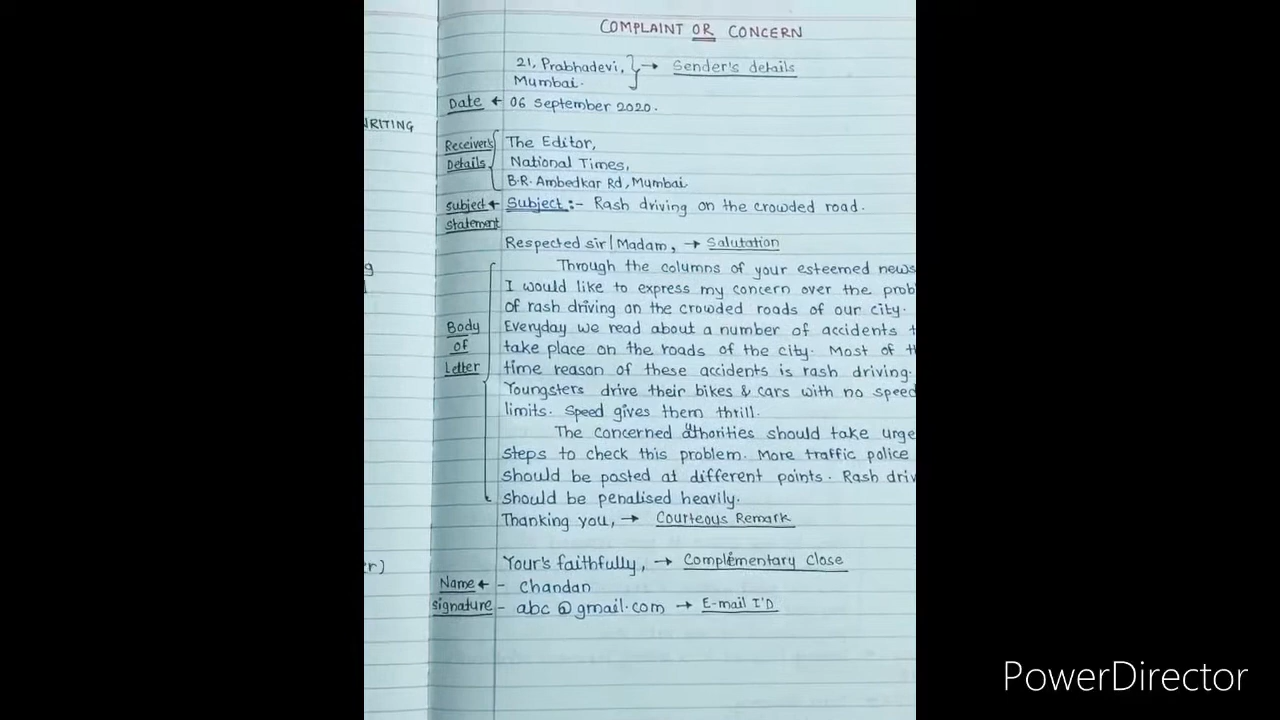 COMPLAINT OR CONCERN
21, Prabhadevi, → Sender's details
Mumbai.
Date ← 06 September 2020.
WRITING
Receiver's The Editor,
Details National Times,
B.R. Ambedkar Rd, Mumbai.
Subject ← Subject :- Rash driving on the crowded road.
Statement
Respected sir/Madam, → Salutation
Through the columns of your esteemed news
g
I would like to express my concern over the prob
of rash driving on the crowded roads of our city.
Body Everyday we read about a number of accidents t
of take place on the roads of the city. Most of th
Letter time reason of these accidents is rash driving.
Youngsters drive their bikes & cars with no speed
limits. Speed gives them thrill.
The concerned authorities should take urge
steps to check this problem. More traffic police
should be posted at different points. Rash driv
should be penalised heavily.
Thanking you, → Courteous Remark
er) Your's faithfully, → Complimentary Close
Name ← - Chandan
Signature - abc@gmail.com → E-mail I'D
PowerDirector